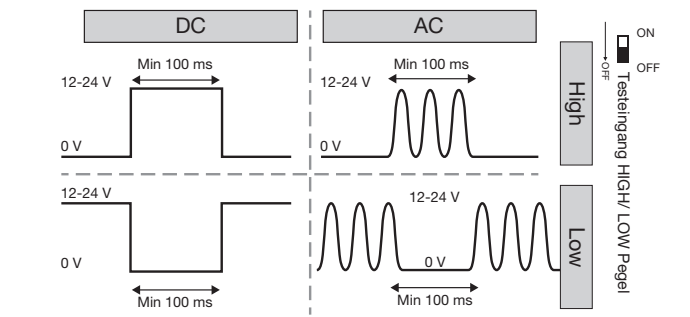 DC
AC
ON
OFF
→OFF
Testeingang HIGH/ LOW Pegel
High
Min 100 ms
12-24 V
0 V
Min 100 ms
12-24 V
0 V
Low
12-24 V
0 V
Min 100 ms
12-24 V
0 V
Min 100 ms